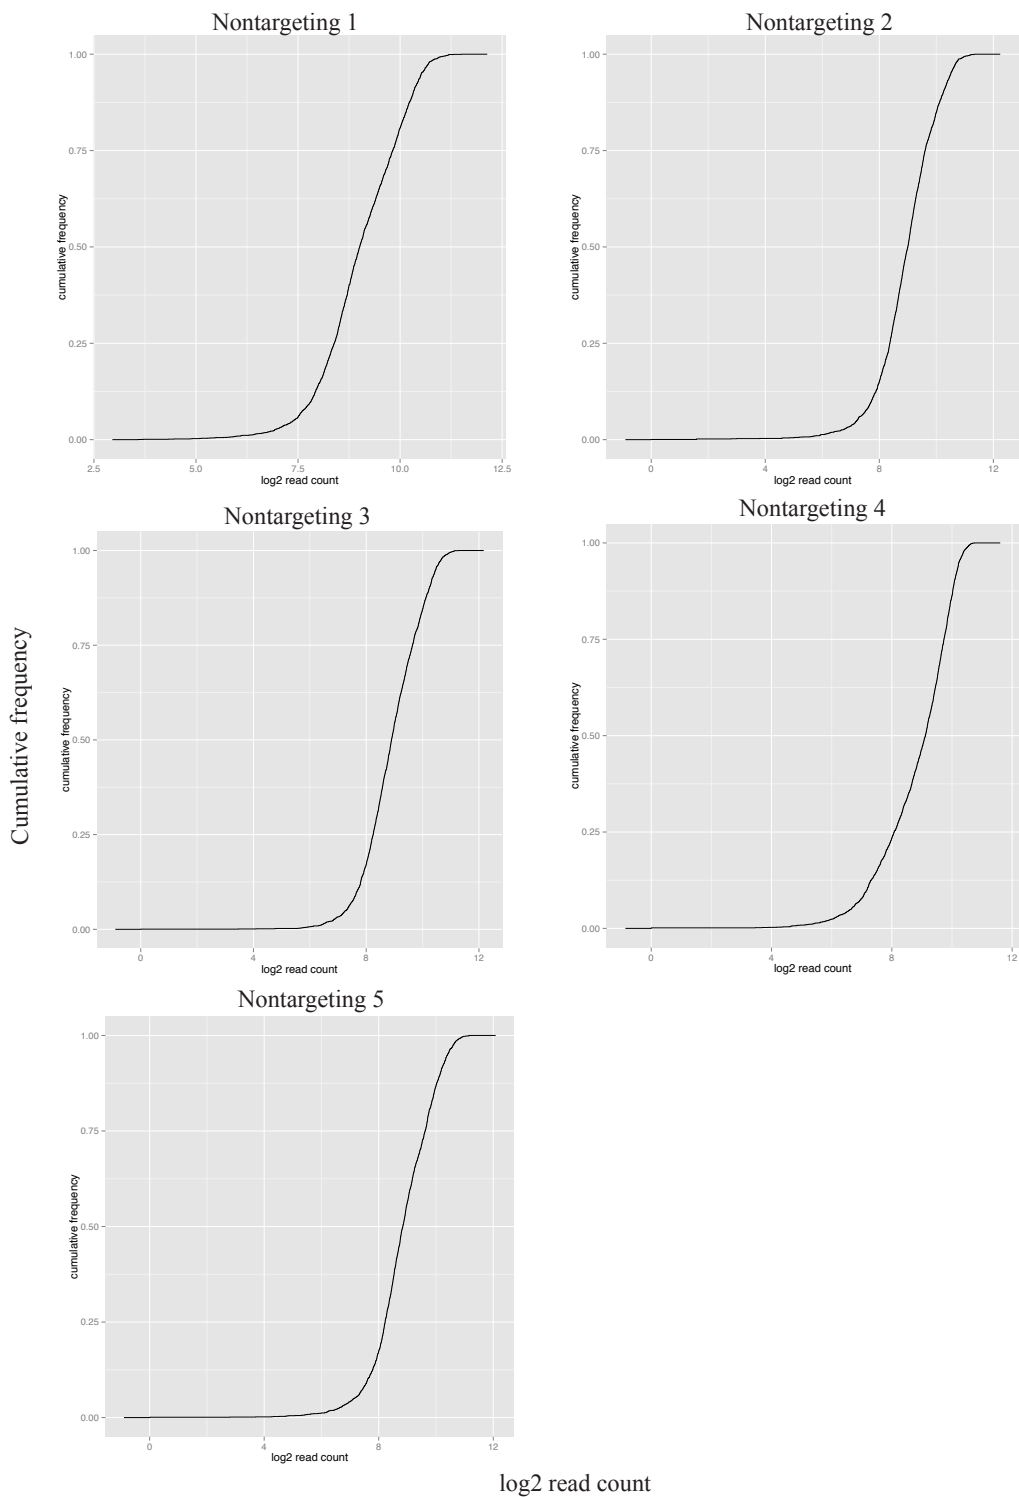 Nontargeting 1
Nontargeting 2
1.00
0.75
0.50
0.25
0.00
cumulative frequency
2.5 5.0 7.5 10.0 12.5
log2 read count
1.00
0.75
0.50
0.25
0.00
cumulative frequency
0 4 8 12
log2 read count
Nontargeting 3
Nontargeting 4
Cumulative frequency
1.00
0.75
0.50
0.25
0.00
cumulative frequency
0 4 8 12
log2 read count
1.00
0.75
0.50
0.25
0.00
cumulative frequency
0 4 8 12
log2 read count
Nontargeting 5
1.00
0.75
0.50
0.25
0.00
cumulative frequency
0 4 8 12
log2 read count
log2 read count